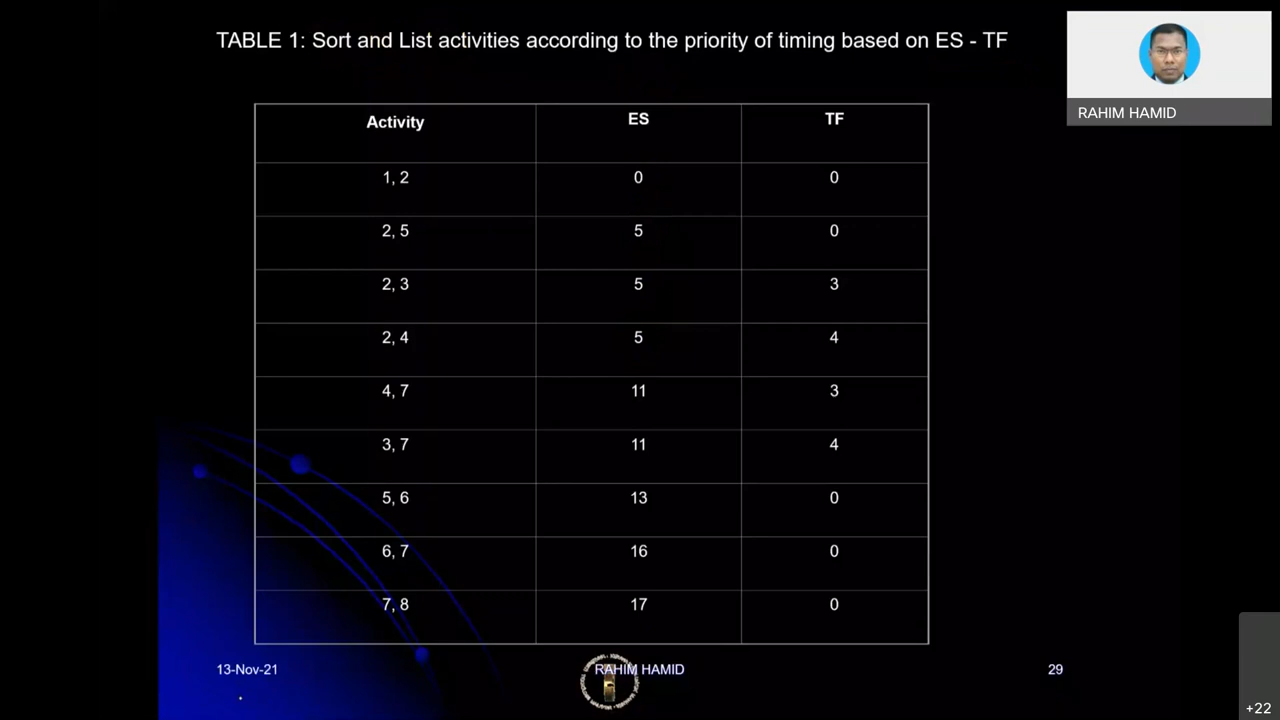 TABLE 1: Sort and List activities according to the priority of timing based on ES - TF
RAHIM HAMID
Activity ES TF
1, 2 0 0
2, 5 5 0
2, 3 5 3
2, 4 5 4
4, 7 11 3
3, 7 11 4
5, 6 13 0
6, 7 16 0
7, 8 17 0
13-Nov-21 RAHIM HAMID 29
+22